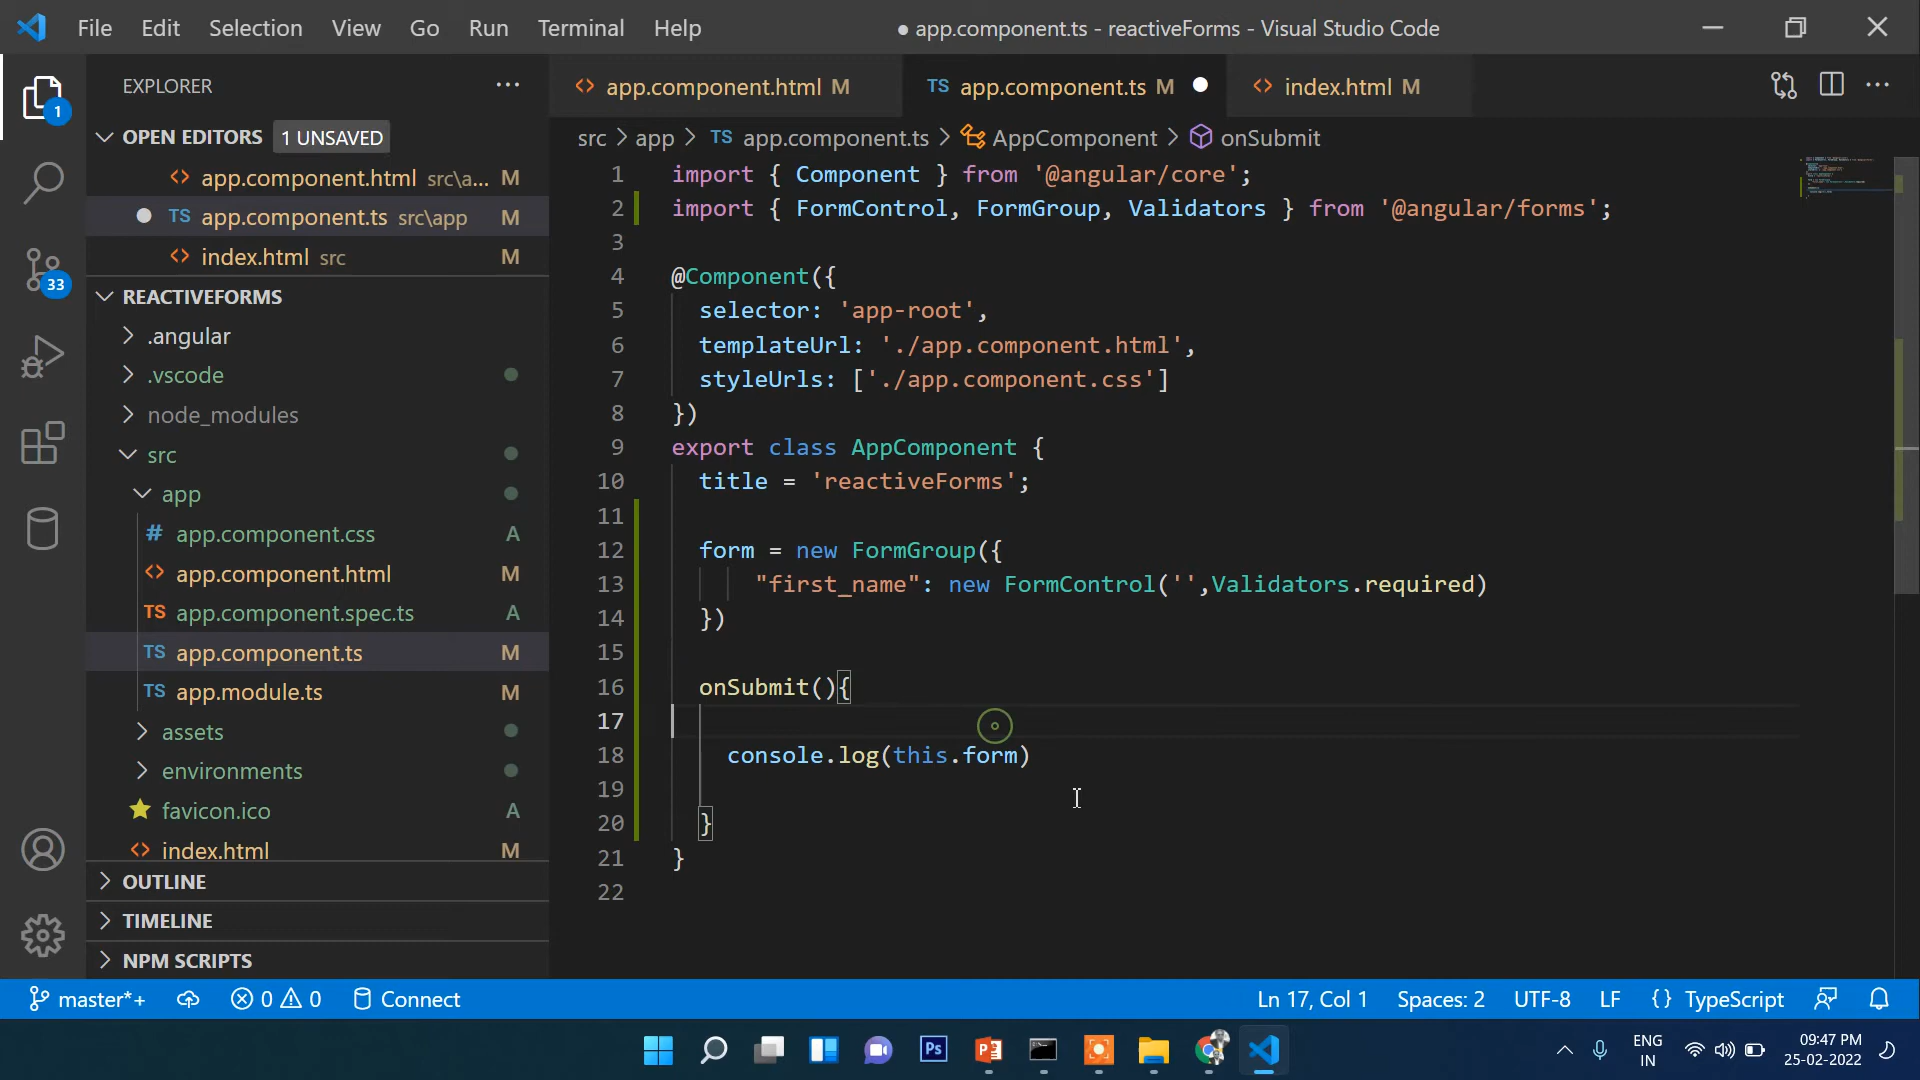 File Edit Selection View Go Run Terminal Help
● app.component.ts - reactiveForms - Visual Studio Code
EXPLORER
OPEN EDITORS 1 UNSAVED
app.component.html src\a... M
app.component.ts src\app M
index.html src M
REACTIVEFORMS
.angular
.vscode
node_modules
src
app
app.component.css A
app.component.html M
app.component.spec.ts A
TS app.component.ts M
TS app.module.ts M
assets
environments
favicon.ico A
index.html M
OUTLINE
TIMELINE
NPM SCRIPTS
1
33
app.component.html M
TS app.component.ts M
index.html M
src > app > TS app.component.ts > AppComponent > onSubmit
1 import { Component } from '@angular/core';
2 import { FormControl, FormGroup, Validators } from '@angular/forms';
3
4 @Component({
5 selector: 'app-root',
6 templateUrl: './app.component.html',
7 styleUrls: ['./app.component.css']
8 })
9 export class AppComponent {
10 title = 'reactiveForms';
11
12 form = new FormGroup({
13 "first_name": new FormControl('',Validators.required)
14 })
15
16 onSubmit(){
17
18 console.log(this.form)
19
20 }
21 }
22
master*+ 0 0 Connect
Ln 17, Col 1 Spaces: 2 UTF-8 LF {} TypeScript
Ps
ENG
IN
09:47 PM
25-02-2022